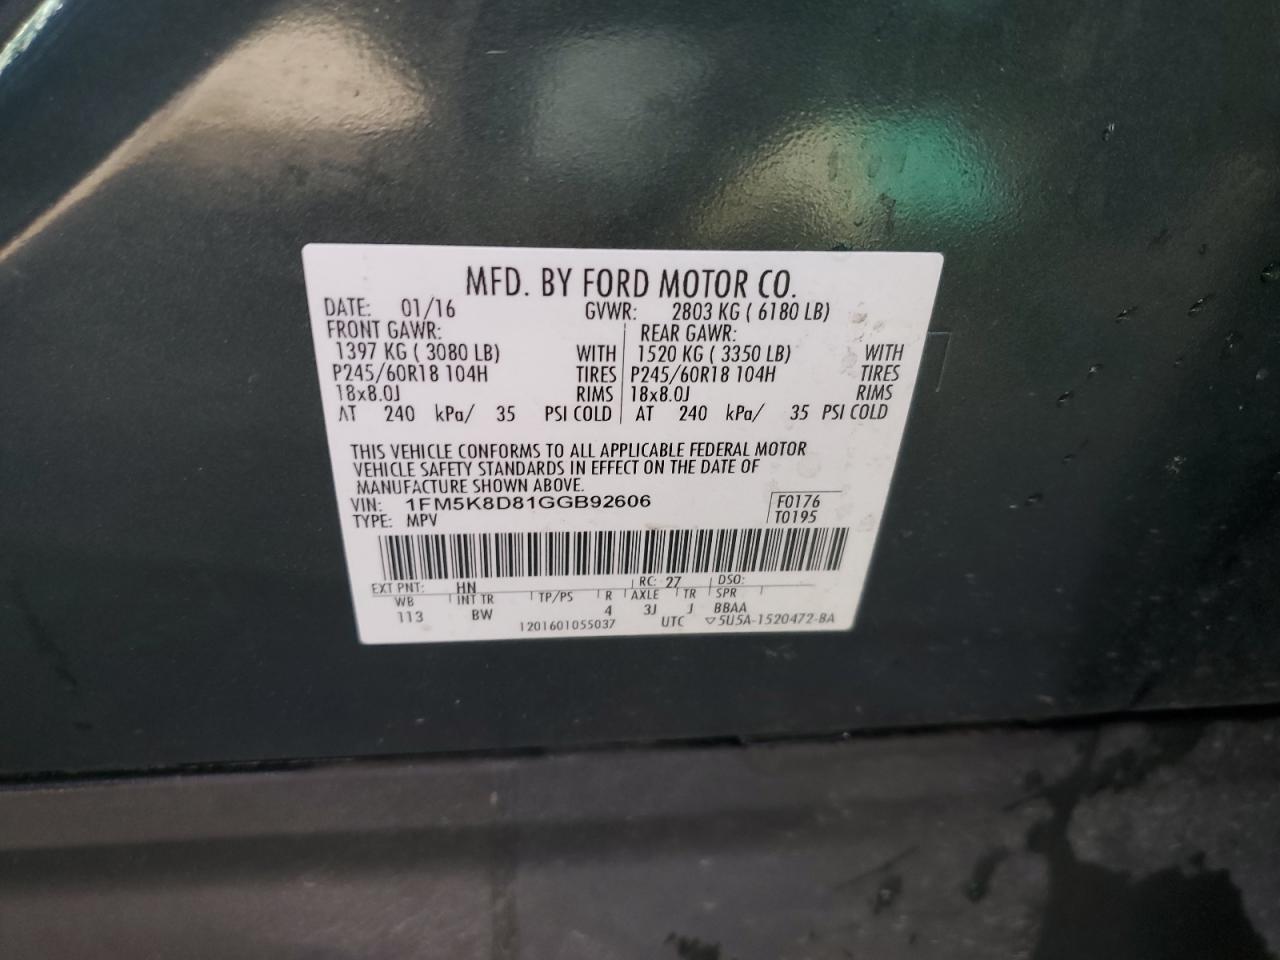 MFD. BY FORD MOTOR CO.
DATE: 01/16 GVWR: 2803 KG ( 6180 LB)
FRONT GAWR: REAR GAWR:
1397 KG ( 3080 LB) WITH 1520 KG ( 3350 LB) WITH
P245/60R18 104H TIRES P245/60R18 104H TIRES
18x8.0J RIMS 18x8.0J RIMS
AT 240 kPa/ 35 PSI COLD AT 240 kPa/ 35 PSI COLD
THIS VEHICLE CONFORMS TO ALL APPLICABLE FEDERAL MOTOR
VEHICLE SAFETY STANDARDS IN EFFECT ON THE DATE OF
MANUFACTURE SHOWN ABOVE.
VIN: 1FM5K8D81GGB92606 F0176
TYPE: MPV T0195
EXT PNT: HN RC: 27 DSO:
WB INT TR TP/PS R AXLE TR SPR
113 BW 4 3J J BBAA
1201601055037 UTC ▽5U5A-1520472-BA